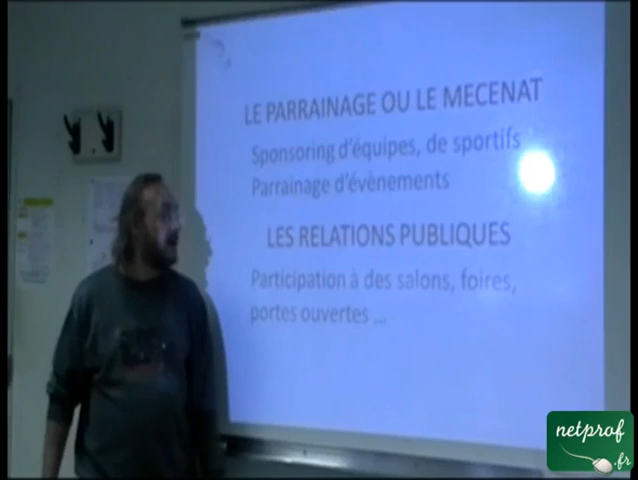 LE PARRAINAGE OU LE MECENAT
Sponsoring d'équipes, de sportifs
Parrainage d'évènements
LES RELATIONS PUBLIQUES
Participation à des salons, foires,
portes ouvertes ...
netprof
.fr